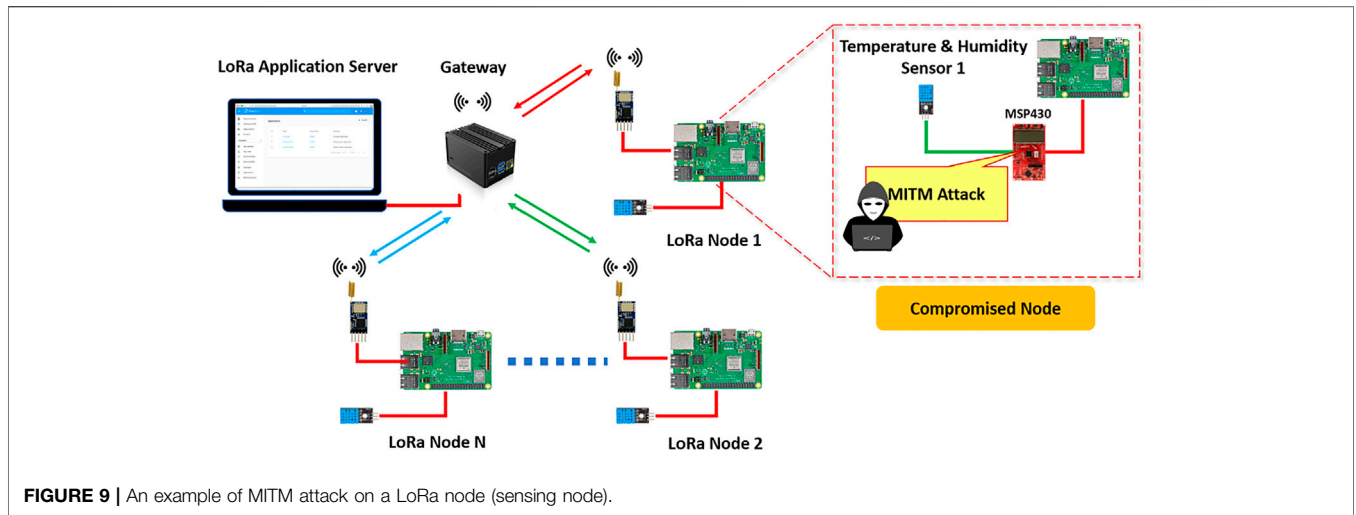 LoRa Application Server
Gateway
Temperature & Humidity
Sensor 1
MSP430
MITM Attack
</>
LoRa Node 1
Compromised Node
LoRa Node N
LoRa Node 2
FIGURE 9 | An example of MITM attack on a LoRa node (sensing node).